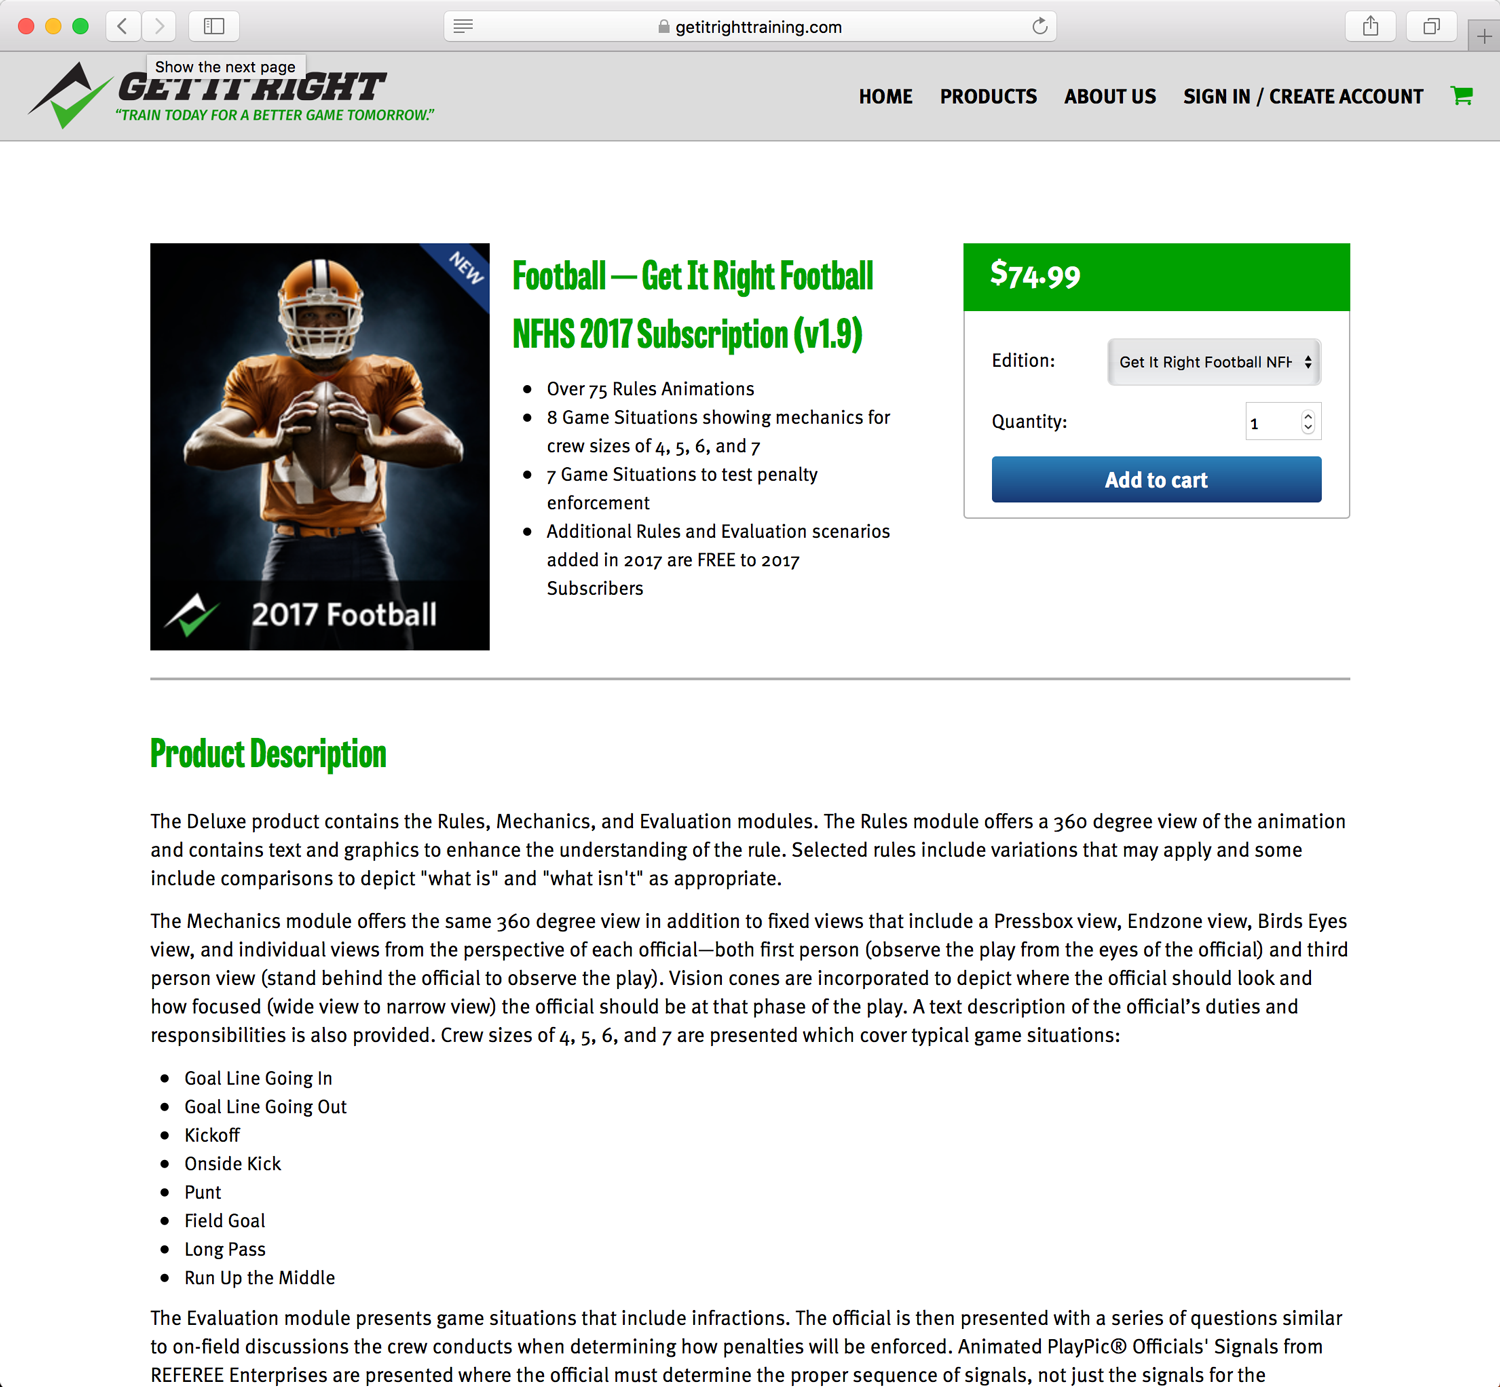 getitrighttraining.com
Show the next page
GET IT RIGHT
“TRAIN TODAY FOR A BETTER GAME TOMORROW.”
HOME PRODUCTS ABOUT US SIGN IN / CREATE ACCOUNT
NEW
40
2017 Football
Football — Get It Right Football
NFHS 2017 Subscription (v1.9)
• Over 75 Rules Animations
• 8 Game Situations showing mechanics for
crew sizes of 4, 5, 6, and 7
• 7 Game Situations to test penalty
enforcement
• Additional Rules and Evaluation scenarios
added in 2017 are FREE to 2017
Subscribers
$74.99
Edition: Get It Right Football NFH
Quantity: 1
Add to cart
Product Description
The Deluxe product contains the Rules, Mechanics, and Evaluation modules. The Rules module offers a 360 degree view of the animation
and contains text and graphics to enhance the understanding of the rule. Selected rules include variations that may apply and some
include comparisons to depict "what is" and "what isn't" as appropriate.
The Mechanics module offers the same 360 degree view in addition to fixed views that include a Pressbox view, Endzone view, Birds Eyes
view, and individual views from the perspective of each official—both first person (observe the play from the eyes of the official) and third
person view (stand behind the official to observe the play). Vision cones are incorporated to depict where the official should look and
how focused (wide view to narrow view) the official should be at that phase of the play. A text description of the official’s duties and
responsibilities is also provided. Crew sizes of 4, 5, 6, and 7 are presented which cover typical game situations:
• Goal Line Going In
• Goal Line Going Out
• Kickoff
• Onside Kick
• Punt
• Field Goal
• Long Pass
• Run Up the Middle
The Evaluation module presents game situations that include infractions. The official is then presented with a series of questions similar
to on-field discussions the crew conducts when determining how penalties will be enforced. Animated PlayPic® Officials' Signals from
REFEREE Enterprises are presented where the official must determine the proper sequence of signals, not just the signals for the